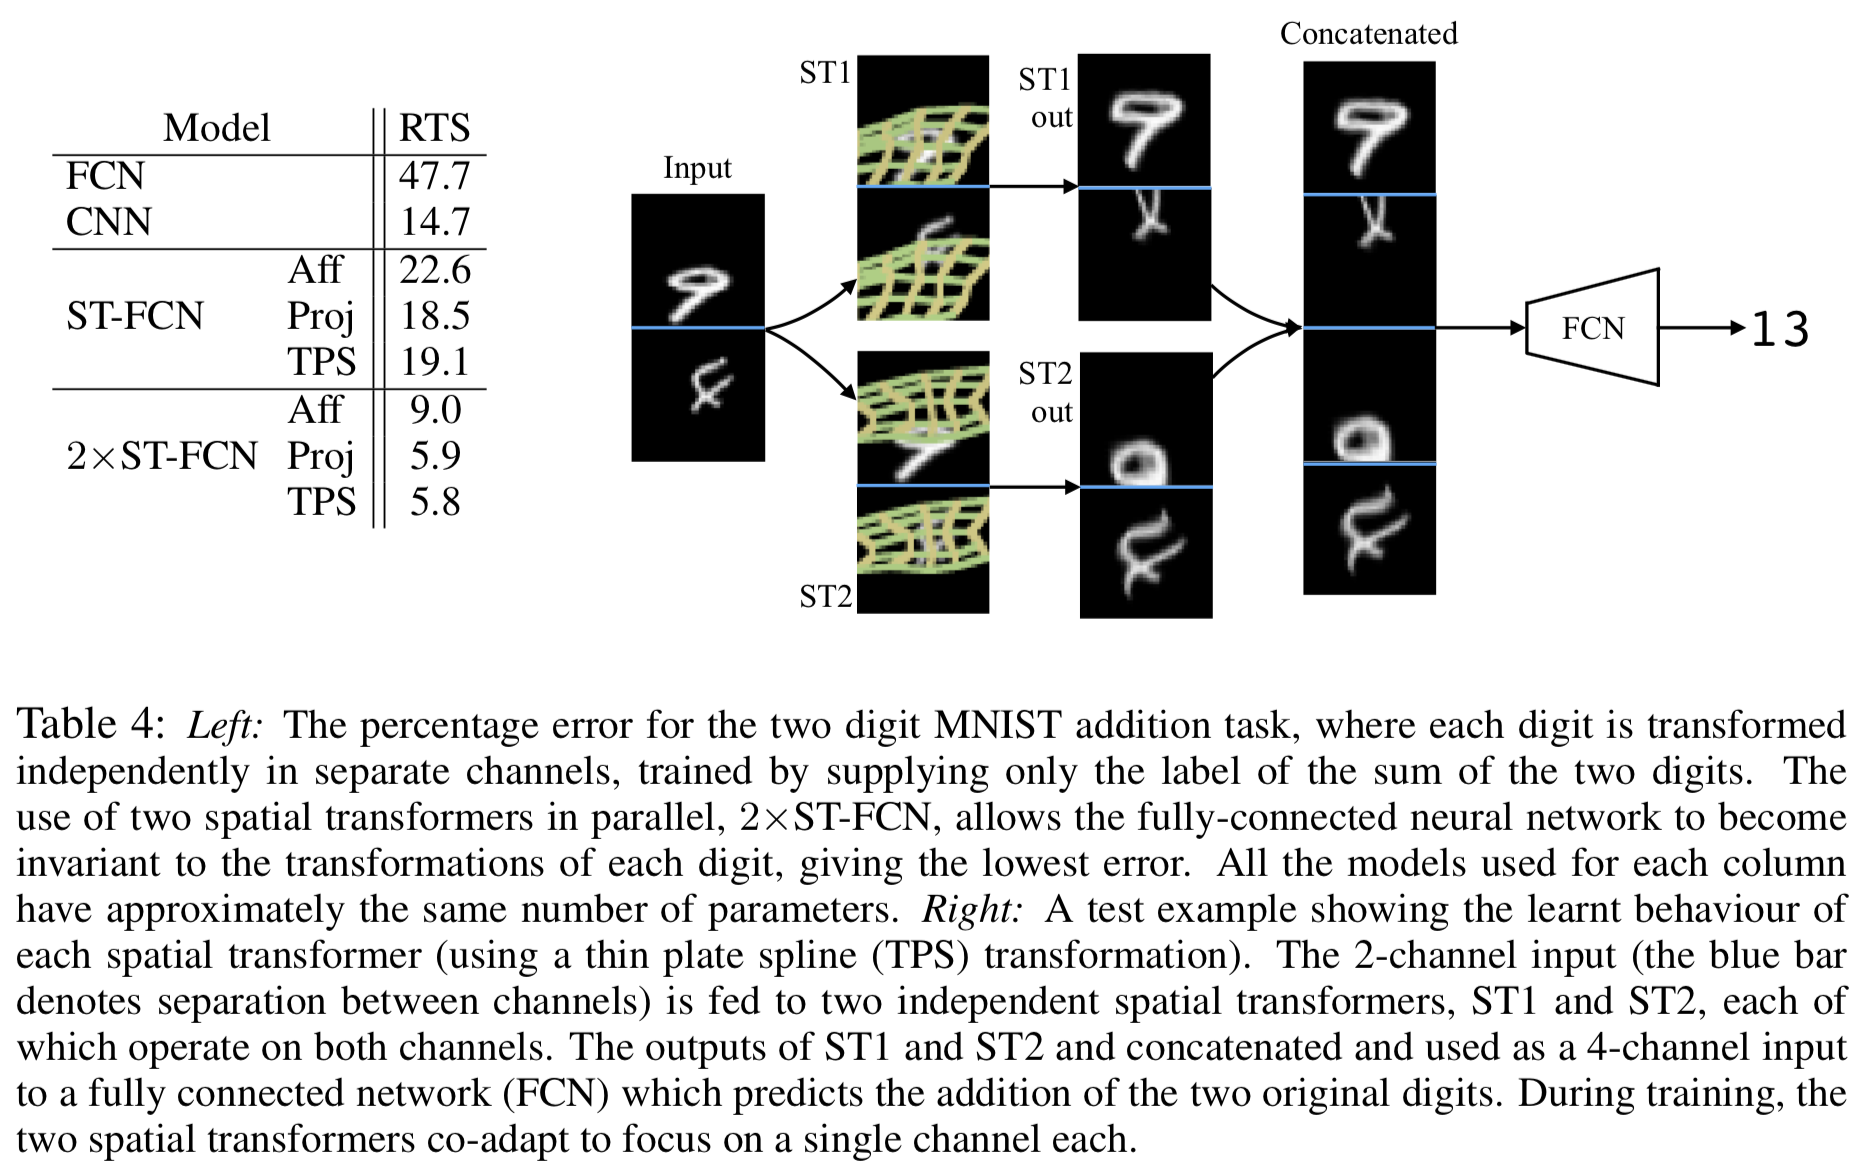 Model RTS
FCN 47.7
CNN 14.7
ST-FCN Aff 22.6
Proj 18.5
TPS 19.1
2×ST-FCN Aff 9.0
Proj 5.9
TPS 5.8
Input
ST1
ST1 out
ST2
ST2 out
Concatenated
FCN
13
Table 4: Left: The percentage error for the two digit MNIST addition task, where each digit is transformed
independently in separate channels, trained by supplying only the label of the sum of the two digits. The
use of two spatial transformers in parallel, 2×ST-FCN, allows the fully-connected neural network to become
invariant to the transformations of each digit, giving the lowest error. All the models used for each column
have approximately the same number of parameters. Right: A test example showing the learnt behaviour of
each spatial transformer (using a thin plate spline (TPS) transformation). The 2-channel input (the blue bar
denotes separation between channels) is fed to two independent spatial transformers, ST1 and ST2, each of
which operate on both channels. The outputs of ST1 and ST2 and concatenated and used as a 4-channel input
to a fully connected network (FCN) which predicts the addition of the two original digits. During training, the
two spatial transformers co-adapt to focus on a single channel each.